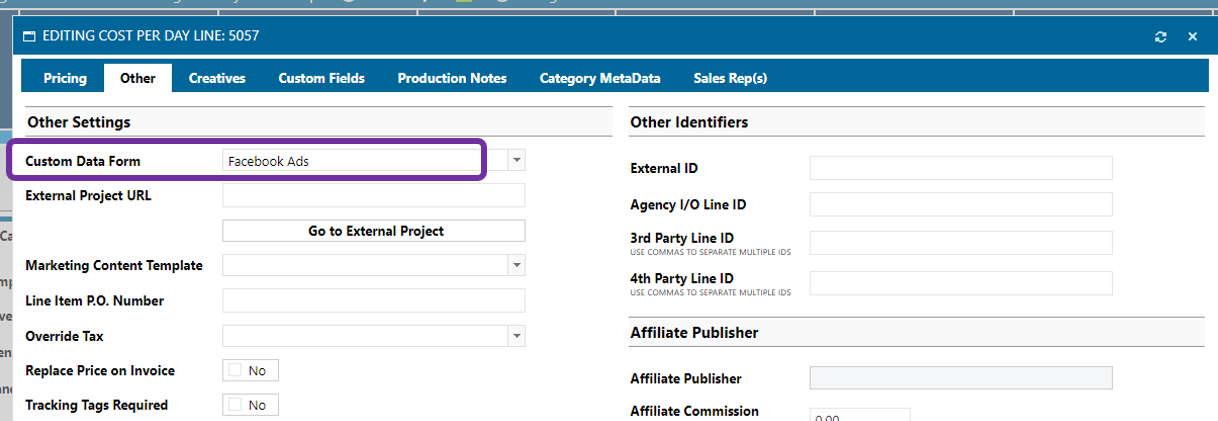 EDITING COST PER DAY LINE: 5057
Pricing Other Creatives Custom Fields Production Notes Category MetaData Sales Rep(s)
Other Settings
Custom Data Form Facebook Ads
External Project URL
Go to External Project
Marketing Content Template
Line Item P.O. Number
Override Tax
Replace Price on Invoice No
Tracking Tags Required No
Other Identifiers
External ID
Agency I/O Line ID
3rd Party Line ID
USE COMMAS TO SEPARATE MULTIPLE IDS
4th Party Line ID
USE COMMAS TO SEPARATE MULTIPLE IDS
Affiliate Publisher
Affiliate Publisher
Affiliate Commission 0.00